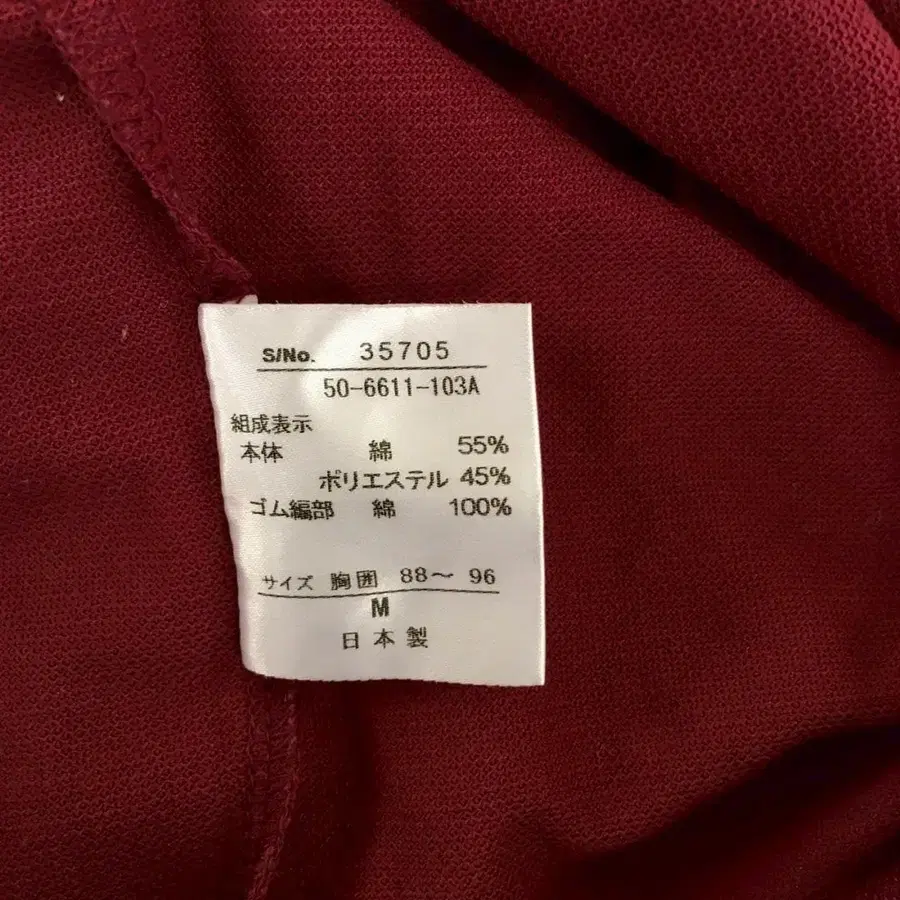 S/No. 35705
50-6611-103A
組成表示
本体 綿 55%
ポリエステル 45%
ゴム編部 綿 100%
サイズ 胸囲 88～ 96
M
日本製